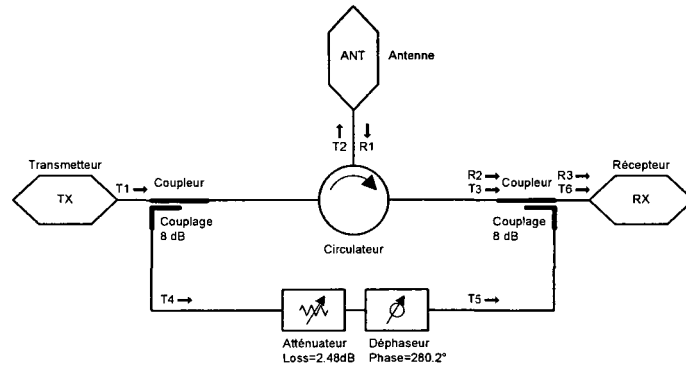 ANT
Antenne
T2
R1
Transmetteur
TX
T1
Coupleur
Couplage
8 dB
Circulateur
R2
T3
Coupleur
R3
T6
Récepteur
RX
Couplage
8 dB
T4
T5
Atténuateur
Loss=2.48dB
Déphaseur
Phase=280.2°